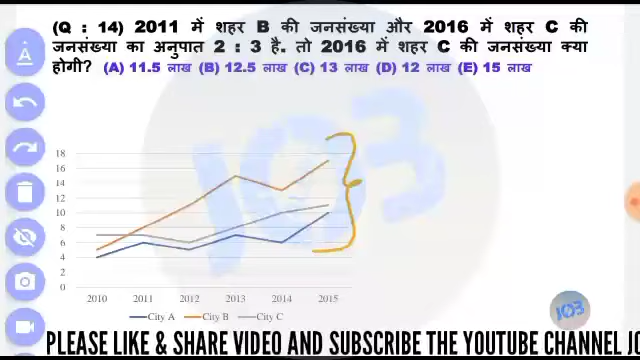 (Q : 14) 2011 में शहर B की जनसंख्या और 2016 में शहर C की
जनसंख्या का अनुपात 2 : 3 है. तो 2016 में शहर C की जनसंख्या क्या
होगी? (A) 11.5 लाख (B) 12.5 लाख (C) 13 लाख (D) 12 लाख (E) 15 लाख
A
JO3
18
16
14
12
10
8
6
4
2
0
2010 2011 2012 2013 2014 2015
City A City B City C
JO3
PLEASE LIKE & SHARE VIDEO AND SUBSCRIBE THE YOUTUBE CHANNEL J